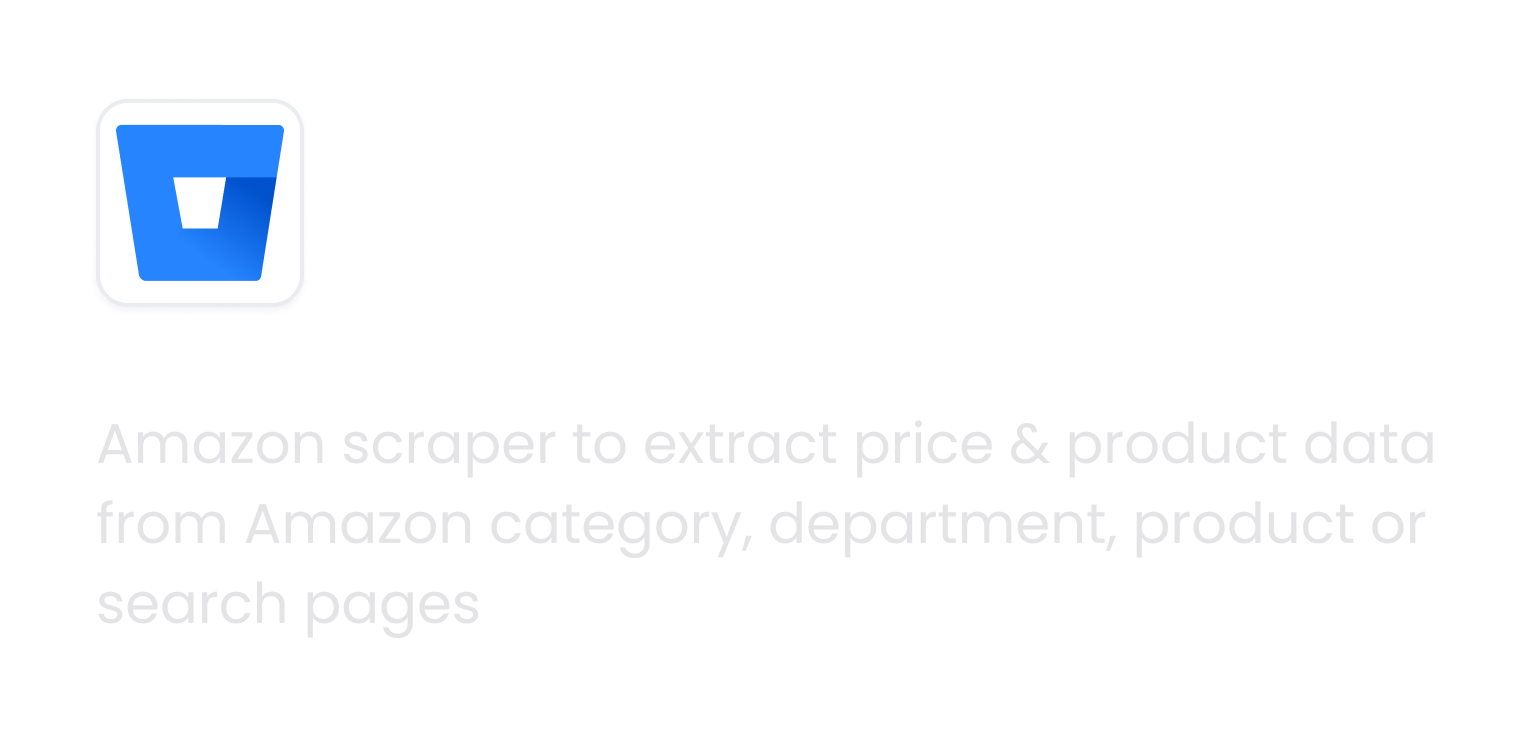 Amazon scraper to extract price & product data
from Amazon category, department, product or
search pages